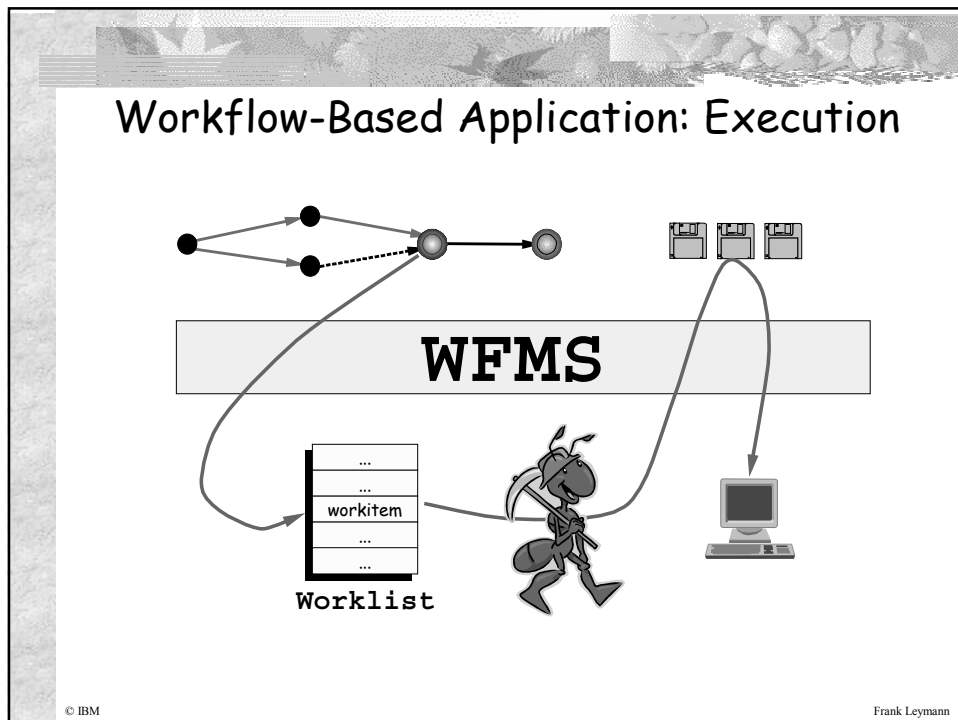 Workflow-Based Application: Execution
WFMS
...
...
workitem
...
...
Worklist
© IBM
Frank Leymann